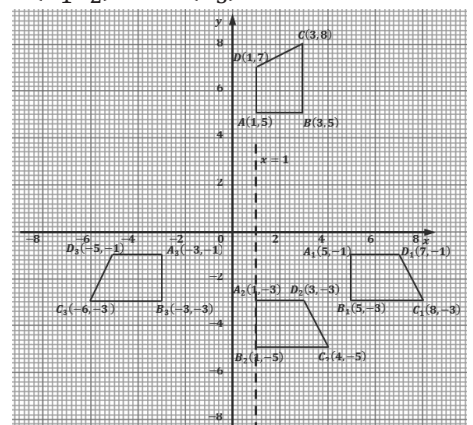 y
C(3,8)
8
D(1,7)
6
A(1,5) B(3,5)
4
x = 1
2
-8 -6 -4 -2 0 2 4 6 8 x
D₃(-5,-1) A₃(-3,-1) A₁(5,-1) D₁(7,-1)
-2
A₂(1,-3) D₂(3,-3)
C₃(-6,-3) B₃(-3,-3) B₁(5,-3) C₁(8,-3)
-4
B₂(1,-5) C₂(4,-5)
-6
-8